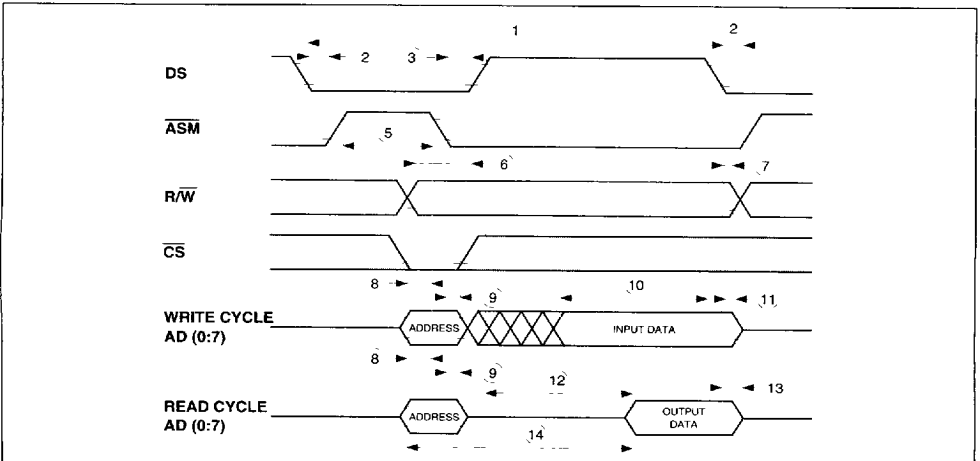 1
2
2
3
DS
ASM
5
6
7
R/W
CS
8
9
10
11
WRITE CYCLE
AD (0:7)
ADDRESS
INPUT DATA
8
9
12
13
READ CYCLE
AD (0:7)
ADDRESS
OUTPUT
DATA
14